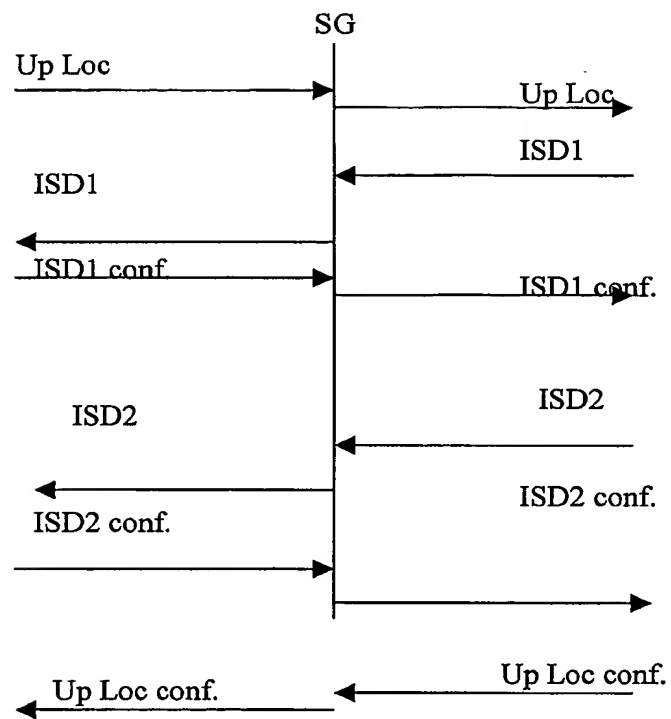 SG
Up Loc
Up Loc
ISD1
ISD1
ISD1 conf.
ISD1 conf.
ISD2
ISD2
ISD2 conf.
ISD2 conf.
Up Loc conf.
Up Loc conf.